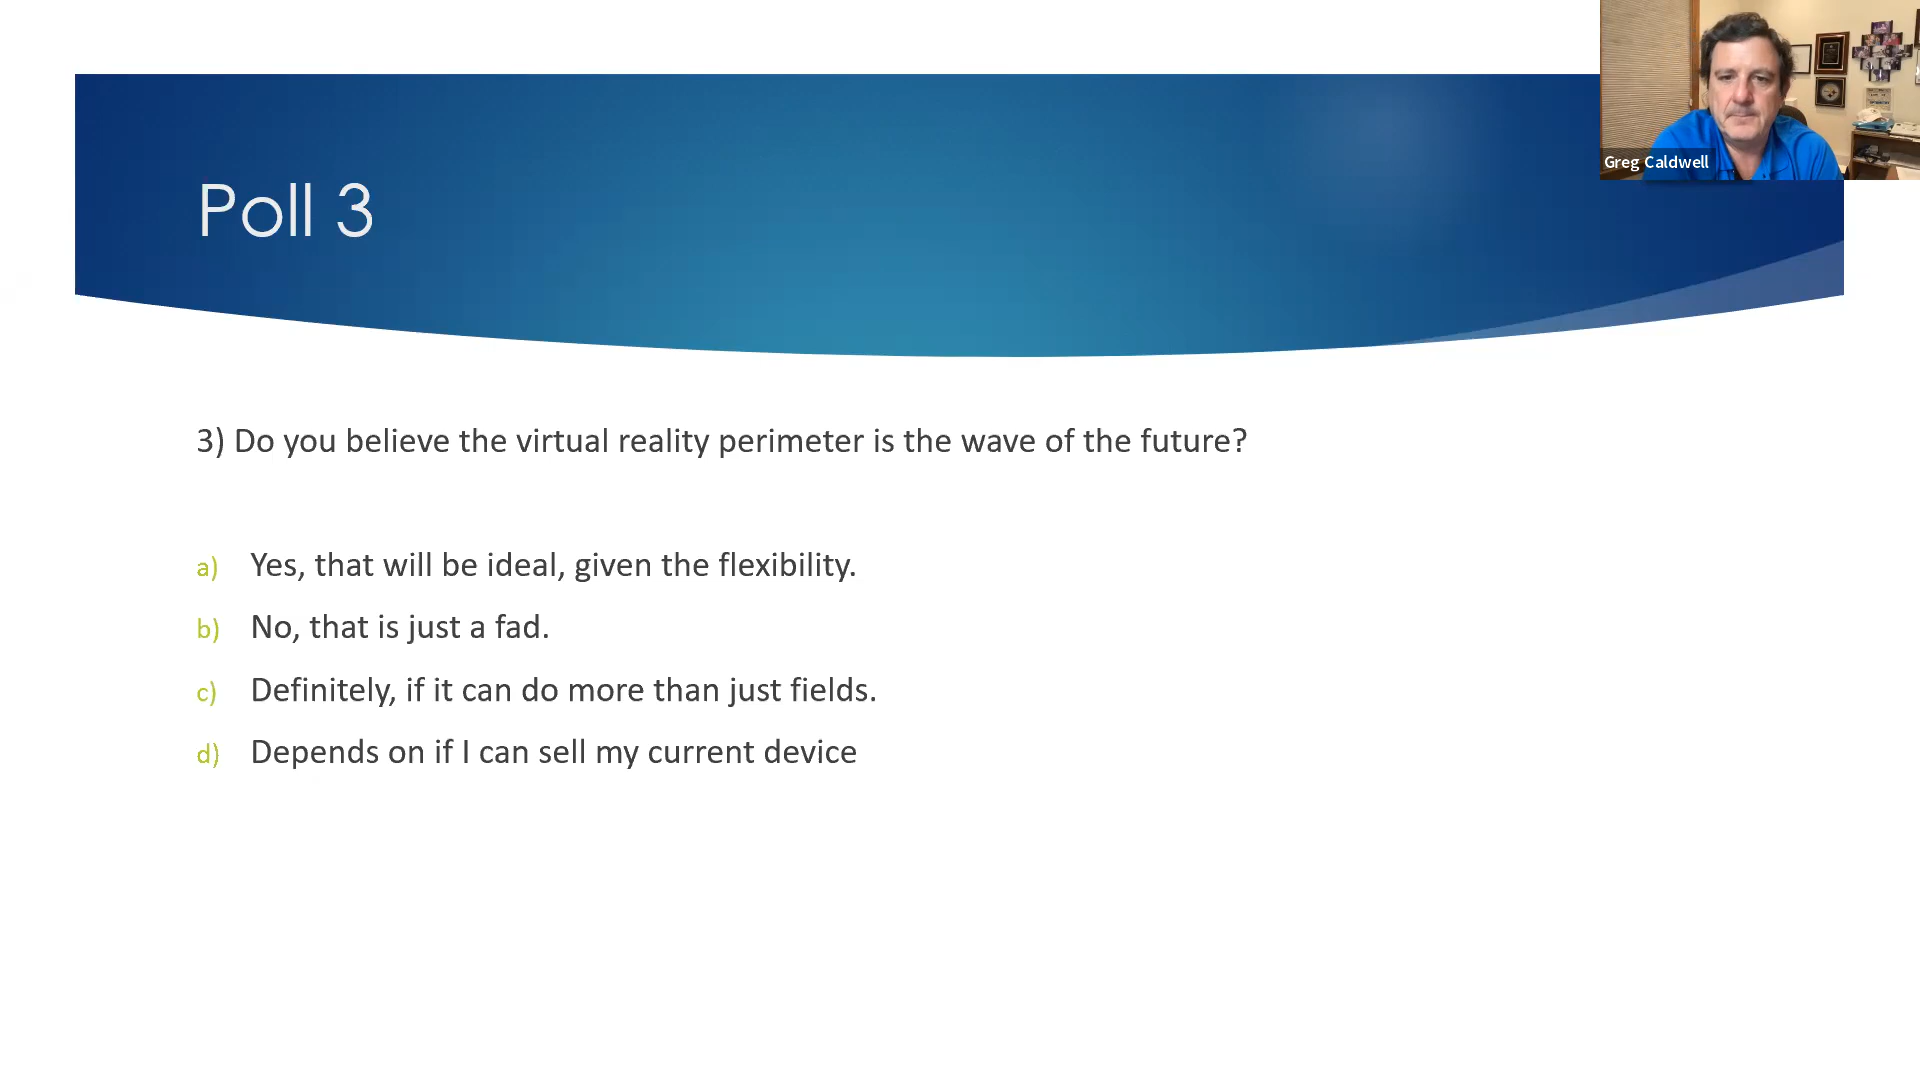 Greg Caldwell
Poll 3
3) Do you believe the virtual reality perimeter is the wave of the future?
a) Yes, that will be ideal, given the flexibility.
b) No, that is just a fad.
c) Definitely, if it can do more than just fields.
d) Depends on if I can sell my current device